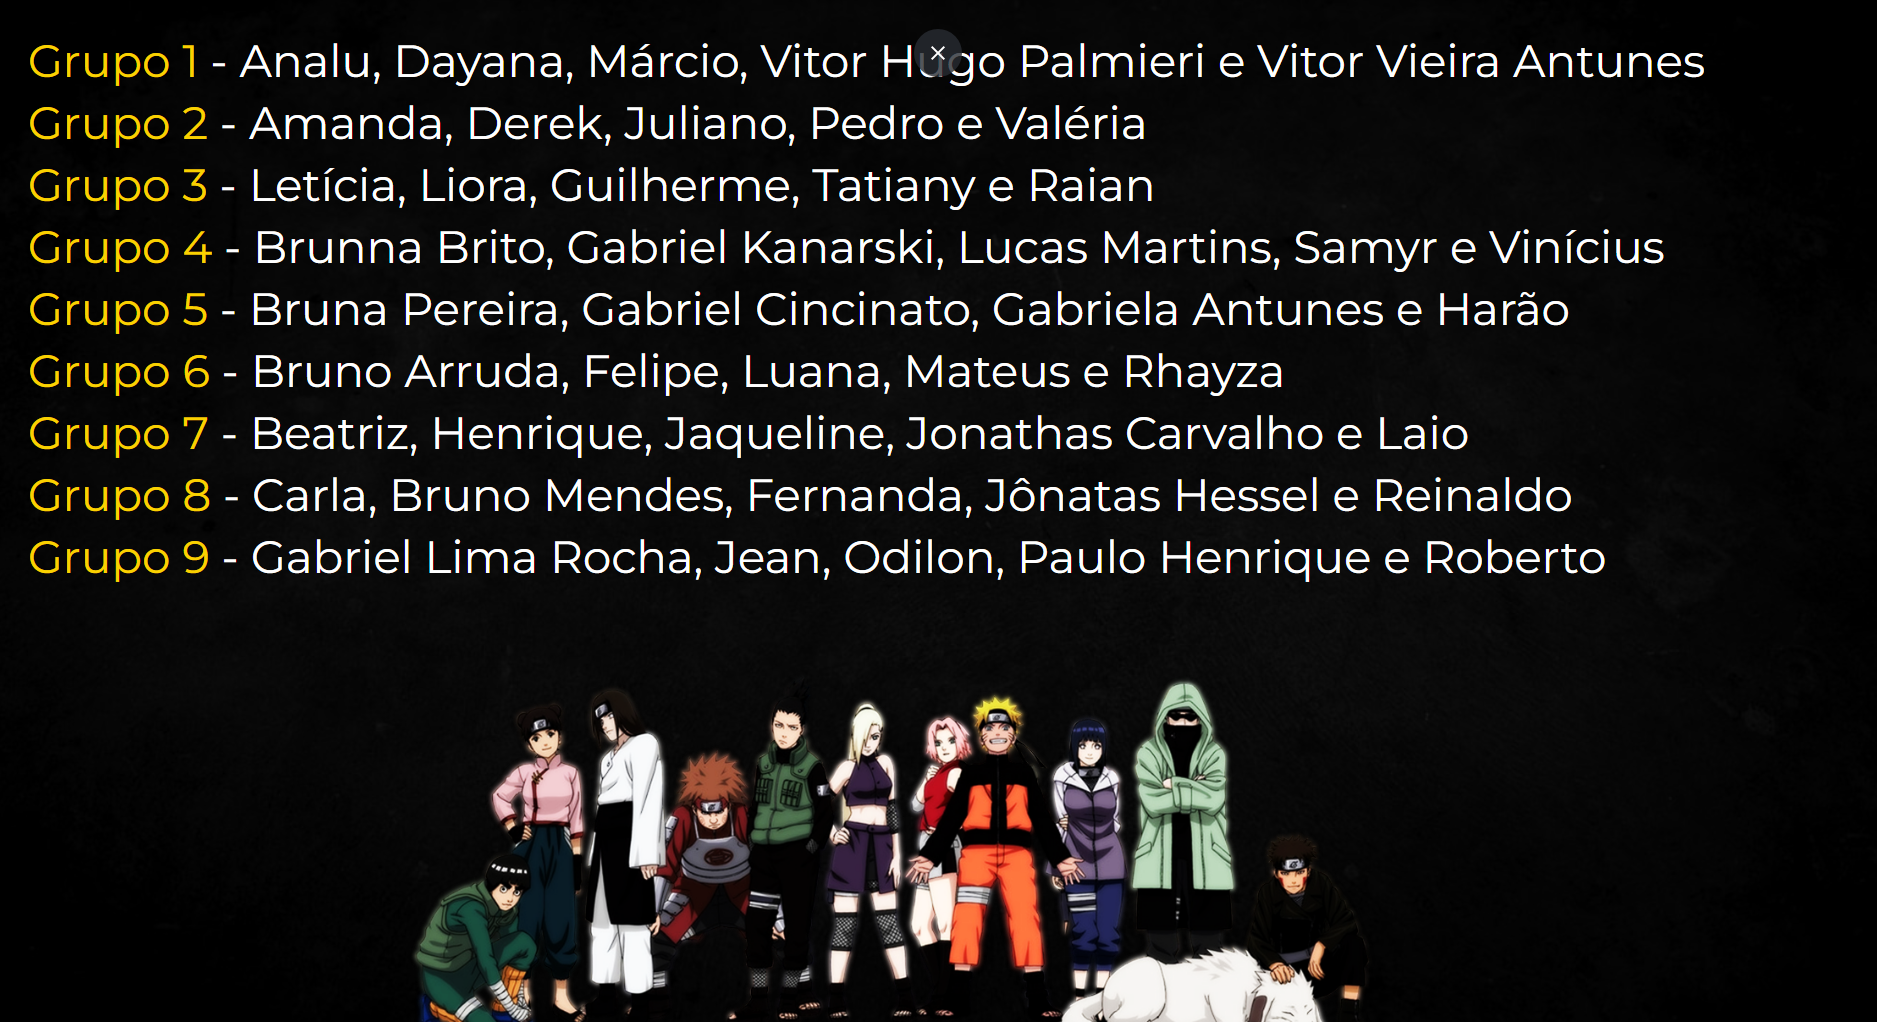 Grupo 1 - Analu, Dayana, Márcio, Vitor Hugo Palmieri e Vitor Vieira Antunes
Grupo 2 - Amanda, Derek, Juliano, Pedro e Valéria
Grupo 3 - Letícia, Liora, Guilherme, Tatiany e Raian
Grupo 4 - Brunna Brito, Gabriel Kanarski, Lucas Martins, Samyr e Vinícius
Grupo 5 - Bruna Pereira, Gabriel Cincinato, Gabriela Antunes e Harão
Grupo 6 - Bruno Arruda, Felipe, Luana, Mateus e Rhayza
Grupo 7 - Beatriz, Henrique, Jaqueline, Jonathas Carvalho e Laio
Grupo 8 - Carla, Bruno Mendes, Fernanda, Jônatas Hessel e Reinaldo
Grupo 9 - Gabriel Lima Rocha, Jean, Odilon, Paulo Henrique e Roberto